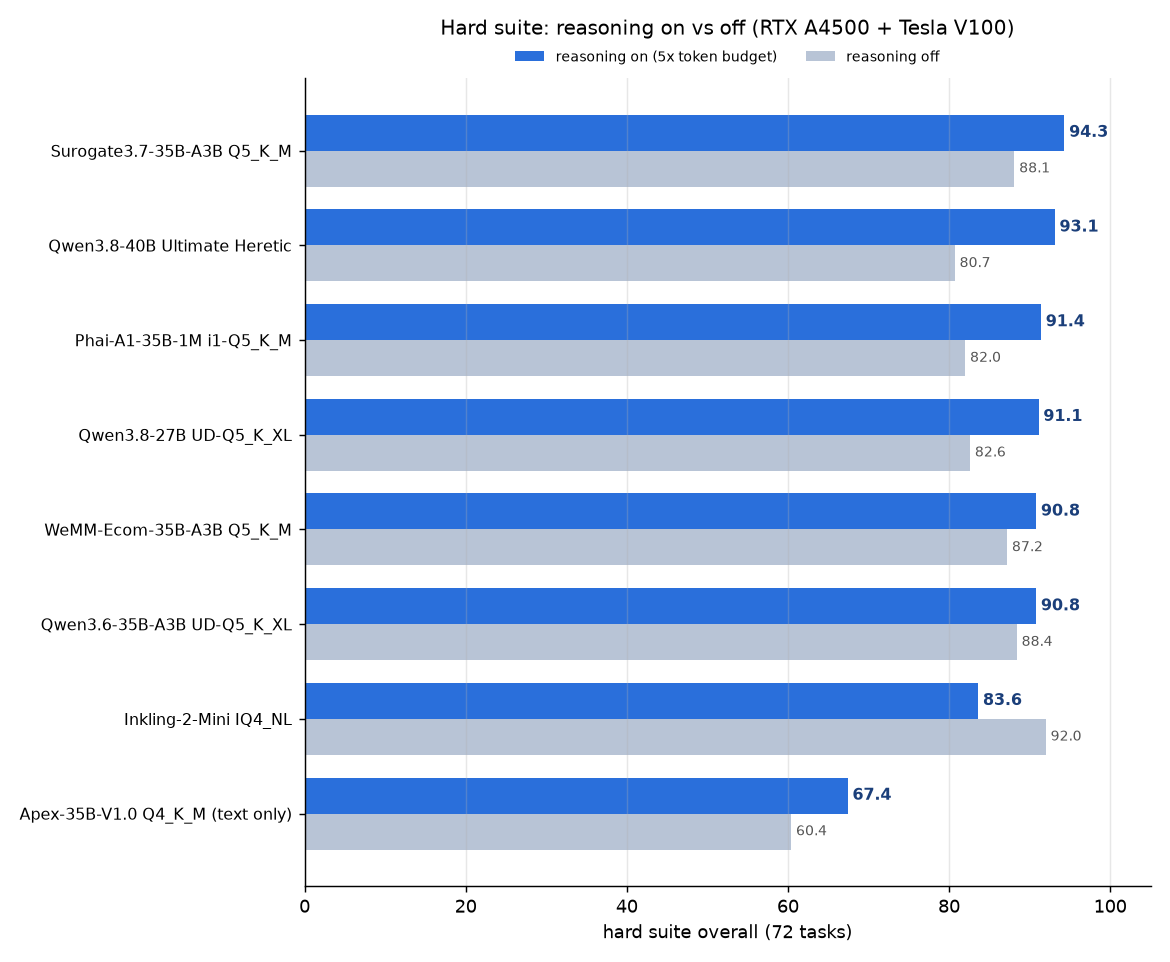 Hard suite: reasoning on vs off (RTX A4500 + Tesla V100)
reasoning on (5x token budget) reasoning off
Surogate3.7-35B-A3B Q5_K_M 94.3
88.1
Qwen3.8-40B Ultimate Heretic 93.1
80.7
Phai-A1-35B-1M i1-Q5_K_M 91.4
82.0
Qwen3.8-27B UD-Q5_K_XL 91.1
82.6
WeMM-Ecom-35B-A3B Q5_K_M 90.8
87.2
Qwen3.6-35B-A3B UD-Q5_K_XL 90.8
88.4
Inkling-2-Mini IQ4_NL 83.6
92.0
Apex-35B-V1.0 Q4_K_M (text only) 67.4
60.4
0 20 40 60 80 100
hard suite overall (72 tasks)